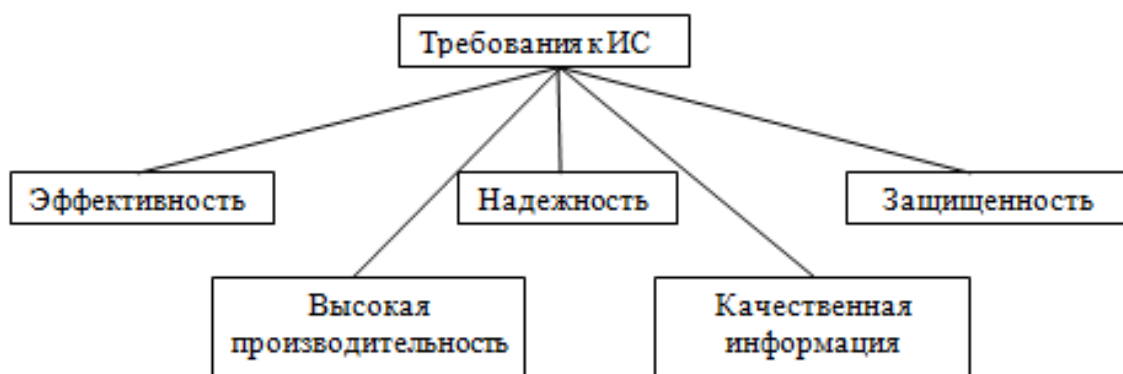 Требования к ИС
Эффективность
Надежность
Защищенность
Высокая
производительность
Качественная
информация